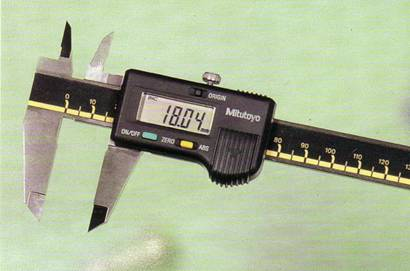 ORIGIN
18.04
Mitutoyo
ON/OFF ZERO ABS
0 10
80 90 100 110 120